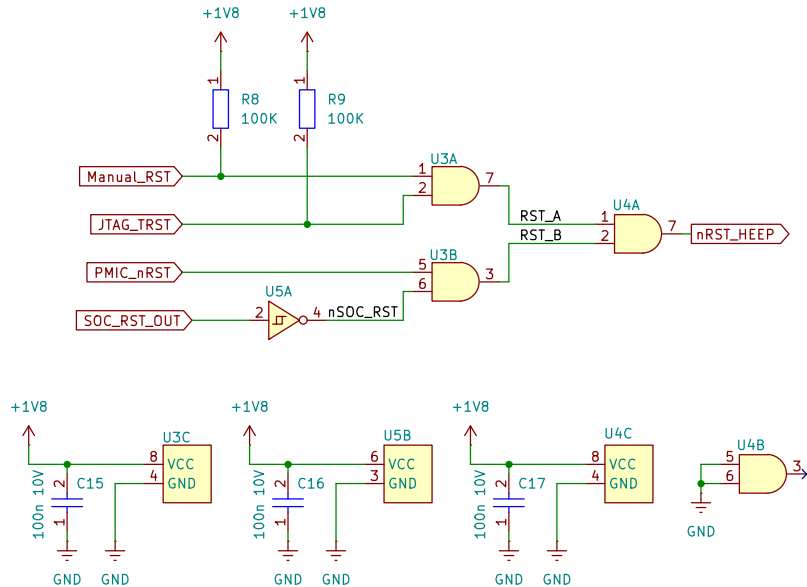 +1V8 +1V8
1 1
R8 R9
100K 100K
2 2
U3A
Manual_RST 1 7
2
U4A
JTAG_TRST RST_A 1 7 nRST_HEEP
RST_B 2
U3B
PMIC_nRST 5 3
6
U5A
SOC_RST_OUT 2 4 nSOC_RST
+1V8 +1V8 +1V8
U3C U5B U4C U4B
8 VCC 6 VCC 8 VCC 5 3
4 GND 3 GND 4 GND 6
2 C15 2 C16 2 C17
100n 10V 100n 10V 100n 10V
1 1 1
GND
GND GND GND GND GND GND